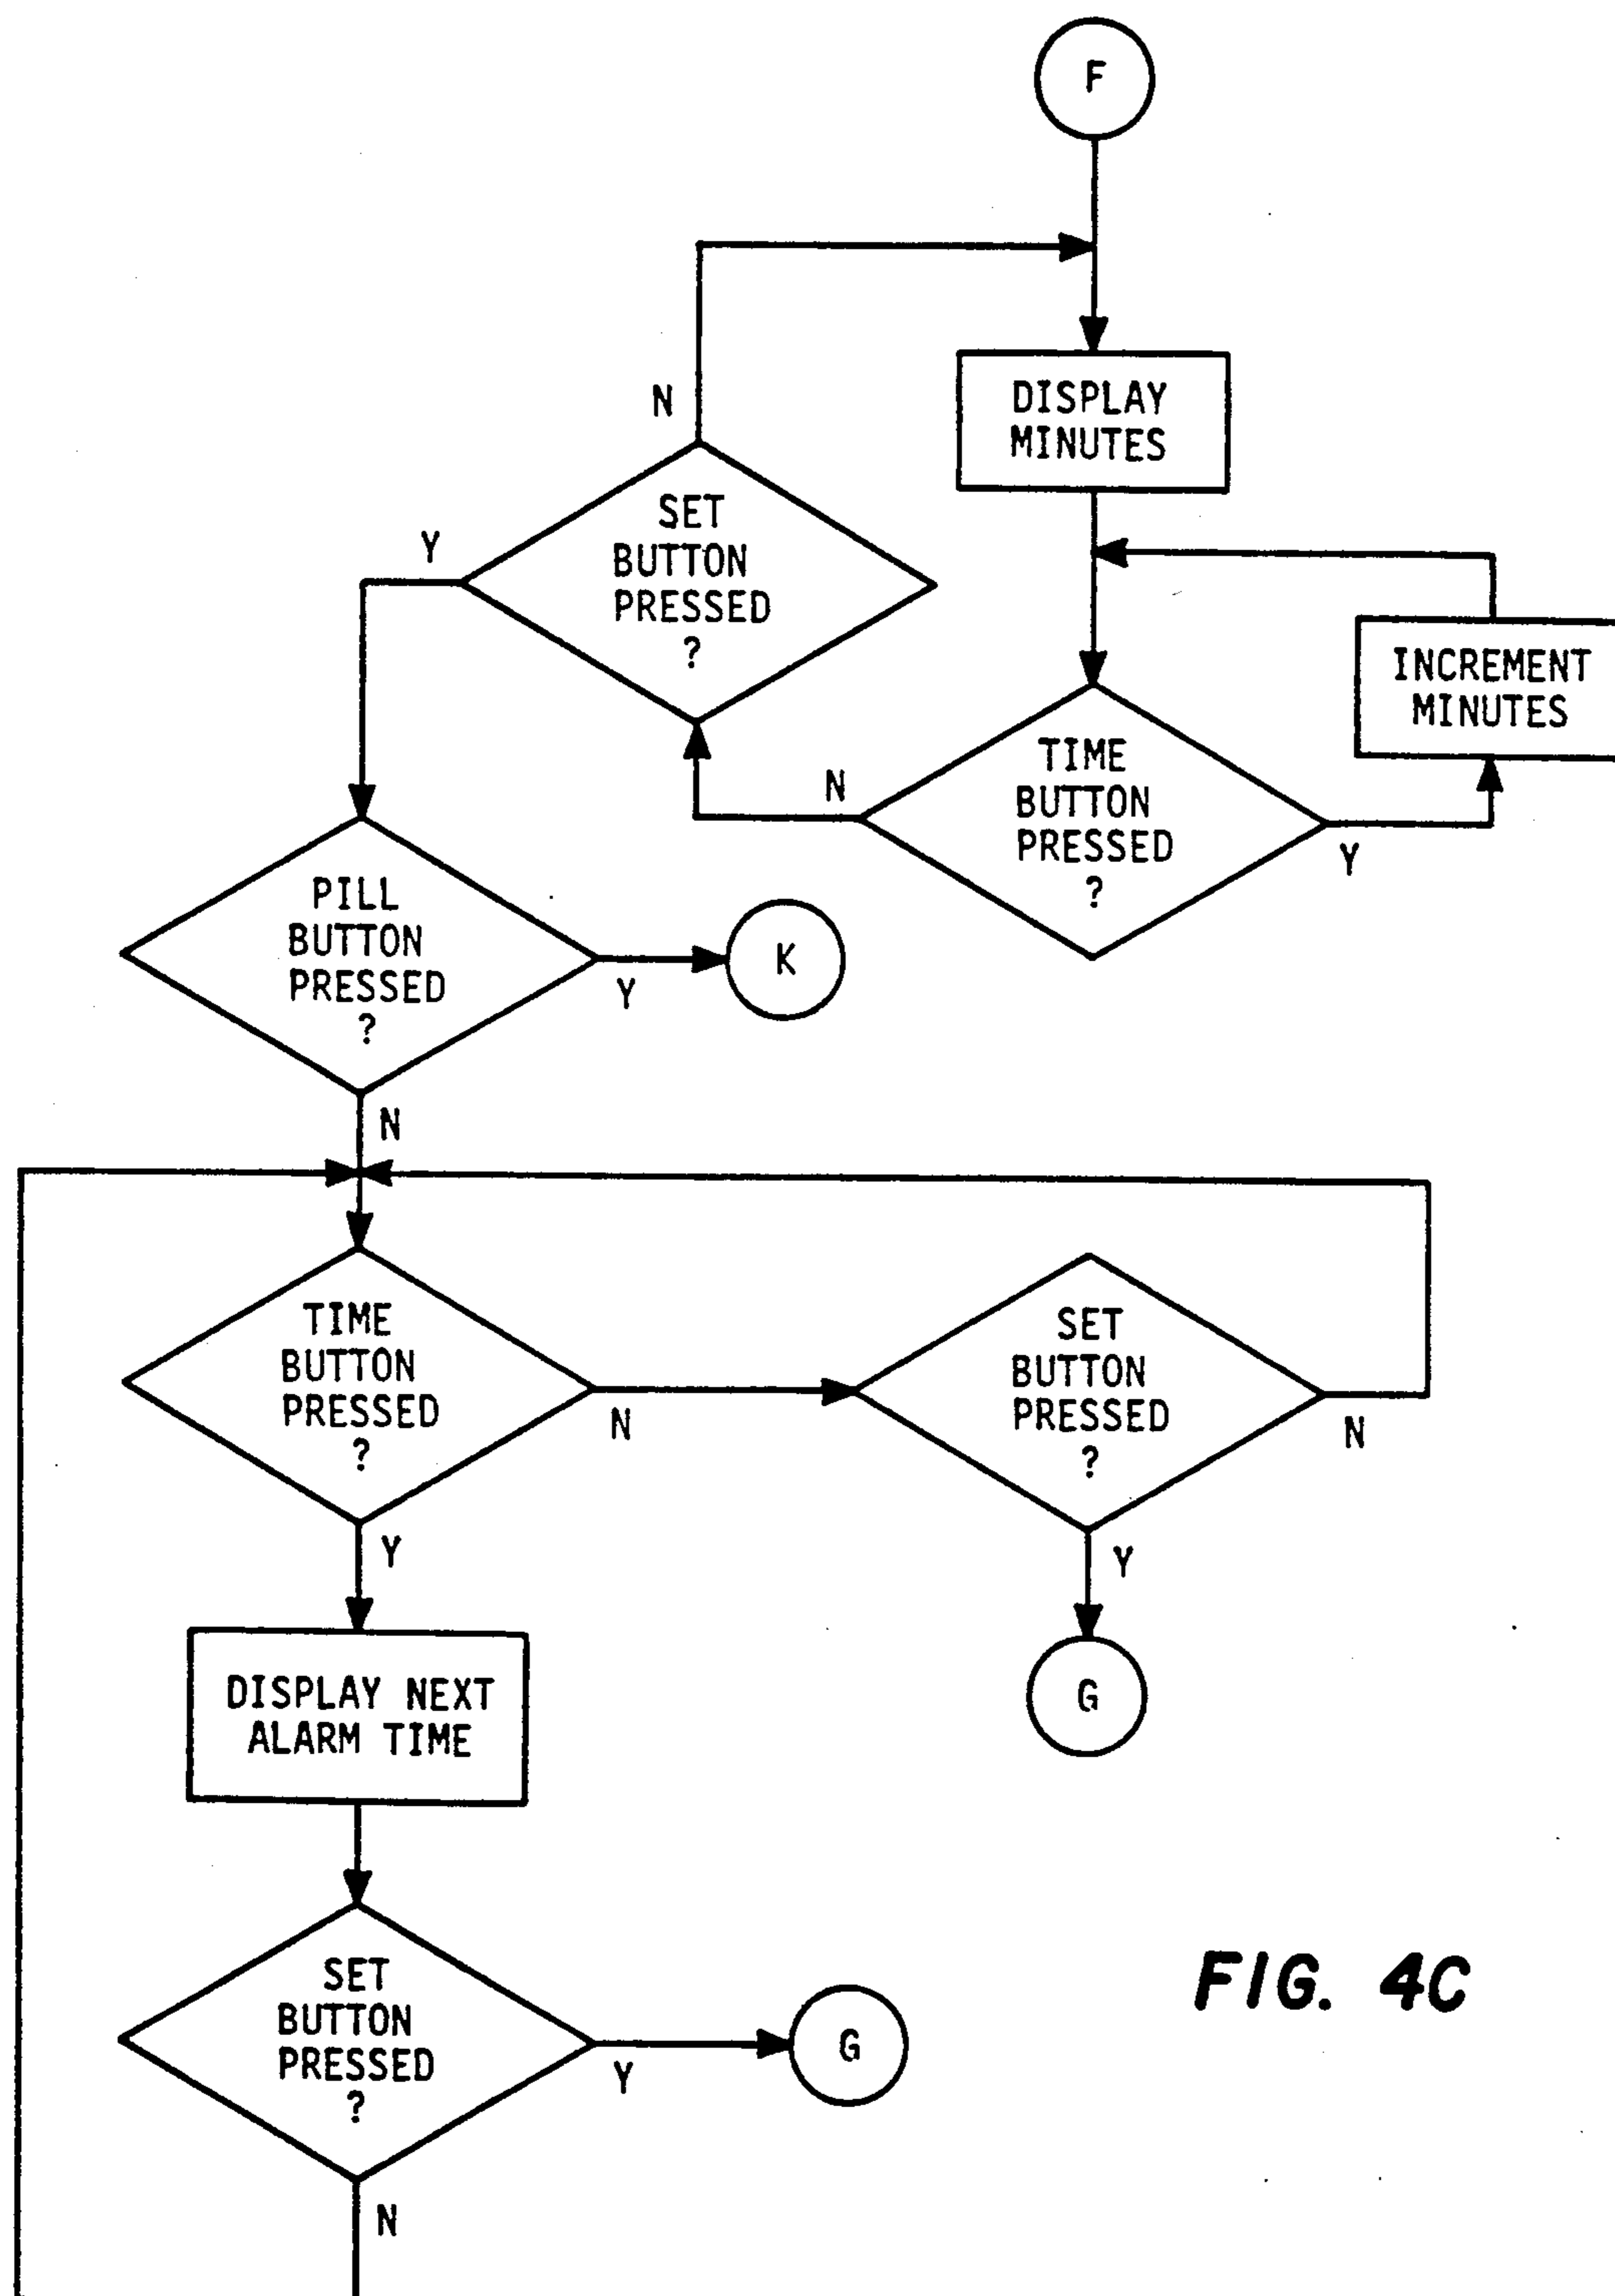 F
N
DISPLAY
MINUTES
SET
BUTTON
PRESSED
?
Y
INCREMENT
MINUTES
TIME
BUTTON
PRESSED
?
N
Y
PILL
BUTTON
PRESSED
?
Y
K
N
TIME
BUTTON
PRESSED
?
N
SET
BUTTON
PRESSED
?
N
Y
Y
DISPLAY NEXT
ALARM TIME
G
SET
BUTTON
PRESSED
?
Y
G
N
FIG. 4C